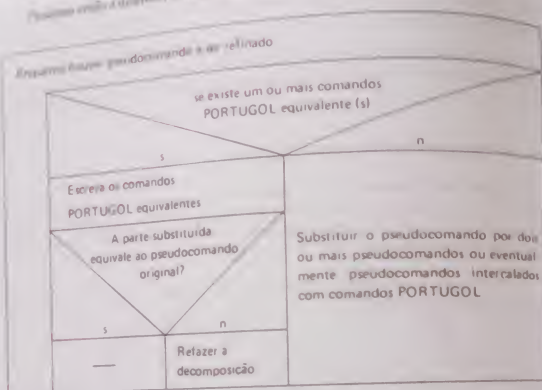 Enquanto houver pseudocomando a ser refinado
se existe um ou mais comandos
PORTUGOL equivalente (s)
s
n
Escreva os comandos
PORTUGOL equivalentes
A parte substituída
equivale ao pseudocomando
original?
Substituir o pseudocomando por dois
ou mais pseudocomandos ou eventual
mente pseudocomandos intercalados
com comandos PORTUGOL
s
n
—
Refazer a
decomposição